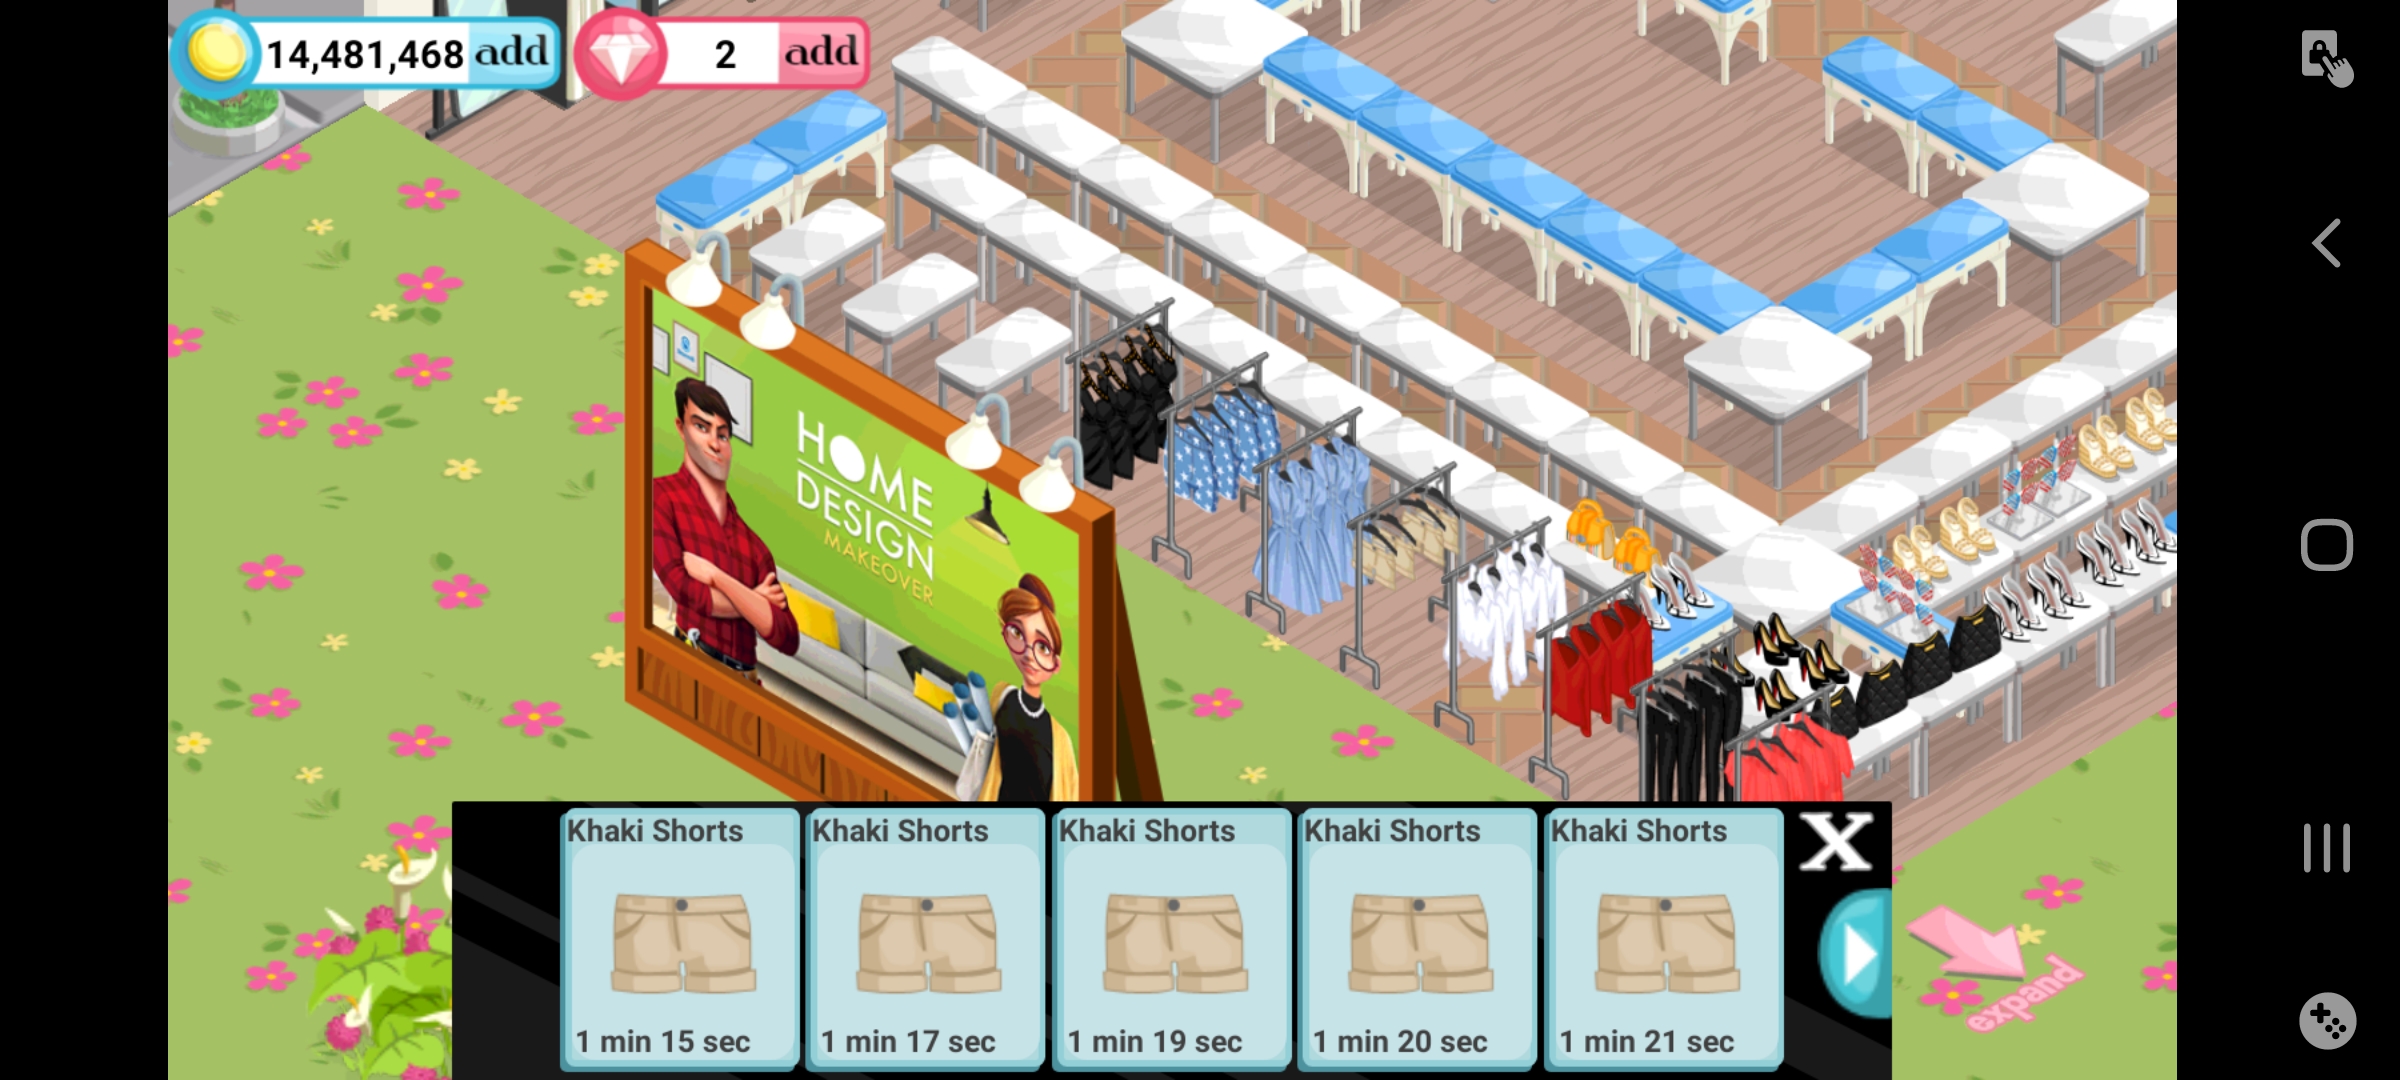 14,481,468 add
2 add
HOME
DESIGN
MAKEOVER
Khaki Shorts
1 min 15 sec
Khaki Shorts
1 min 17 sec
Khaki Shorts
1 min 19 sec
Khaki Shorts
1 min 20 sec
Khaki Shorts
1 min 21 sec
X
expand